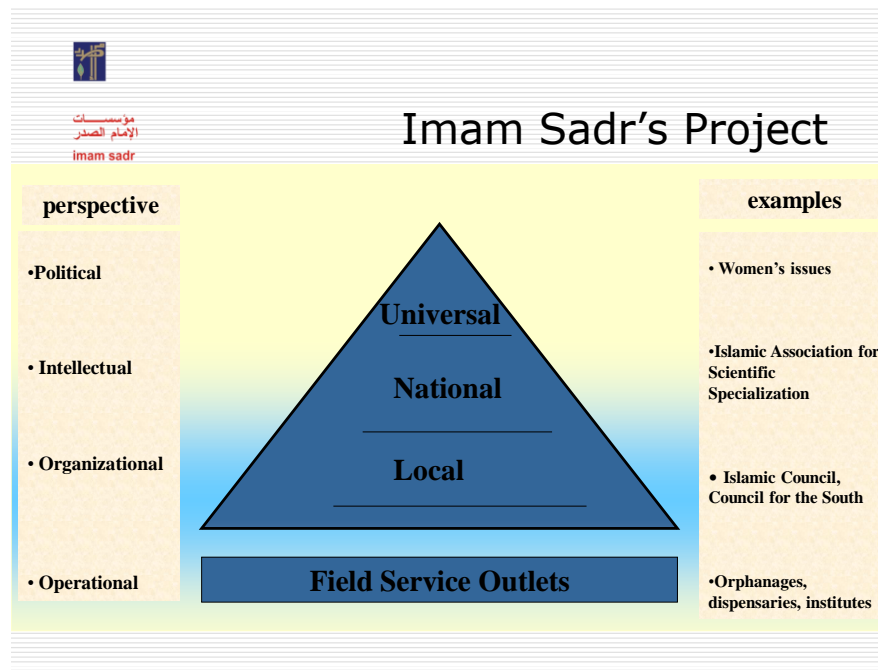 مؤسسات
الإمام الصدر
imam sadr
Imam Sadr's Project
perspective
•Political
• Intellectual
• Organizational
• Operational
Universal
National
Local
Field Service Outlets
examples
• Women's issues
•Islamic Association for
Scientific
Specialization
• Islamic Council,
Council for the South
•Orphanages,
dispensaries, institutes